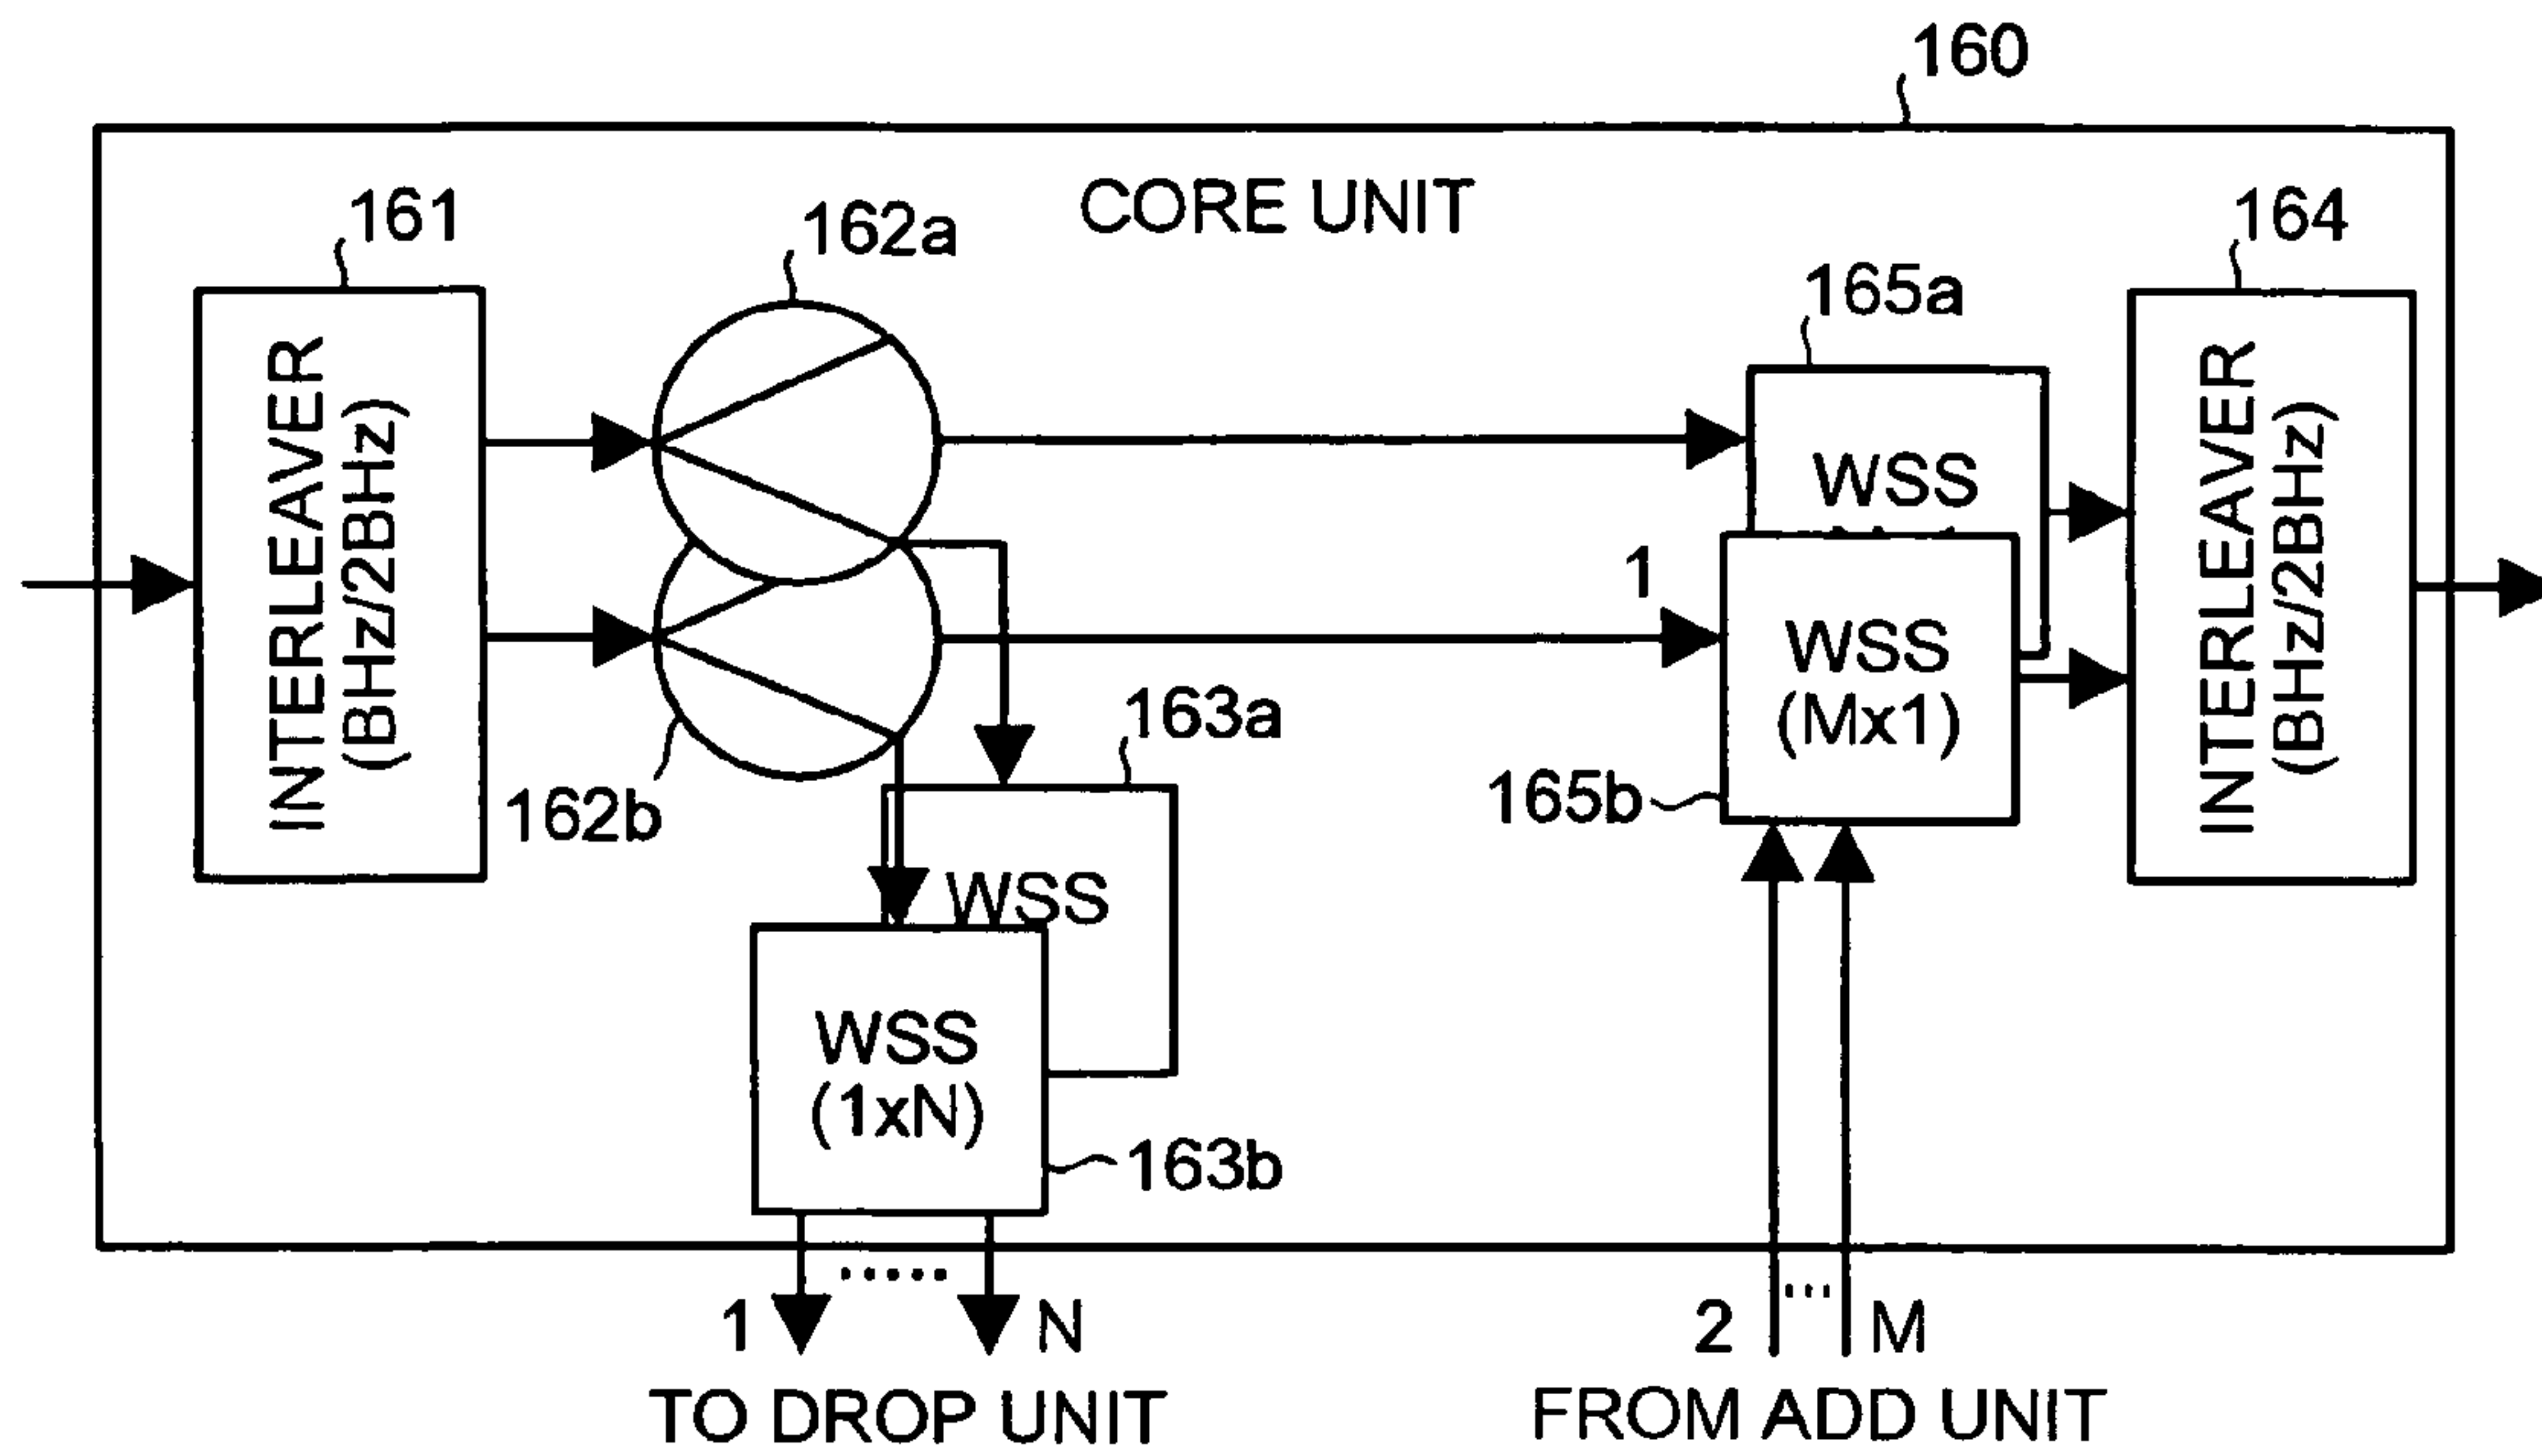 160
CORE UNIT
161
162a
164
165a
INTERLEAVER
(BHz/2BHz)
WSS
INTERLEAVER
(BHz/2BHz)
1
WSS
(Mx1)
163a
162b
165b
WSS
WSS
(1xN)
163b
1
N
2
M
TO DROP UNIT
FROM ADD UNIT